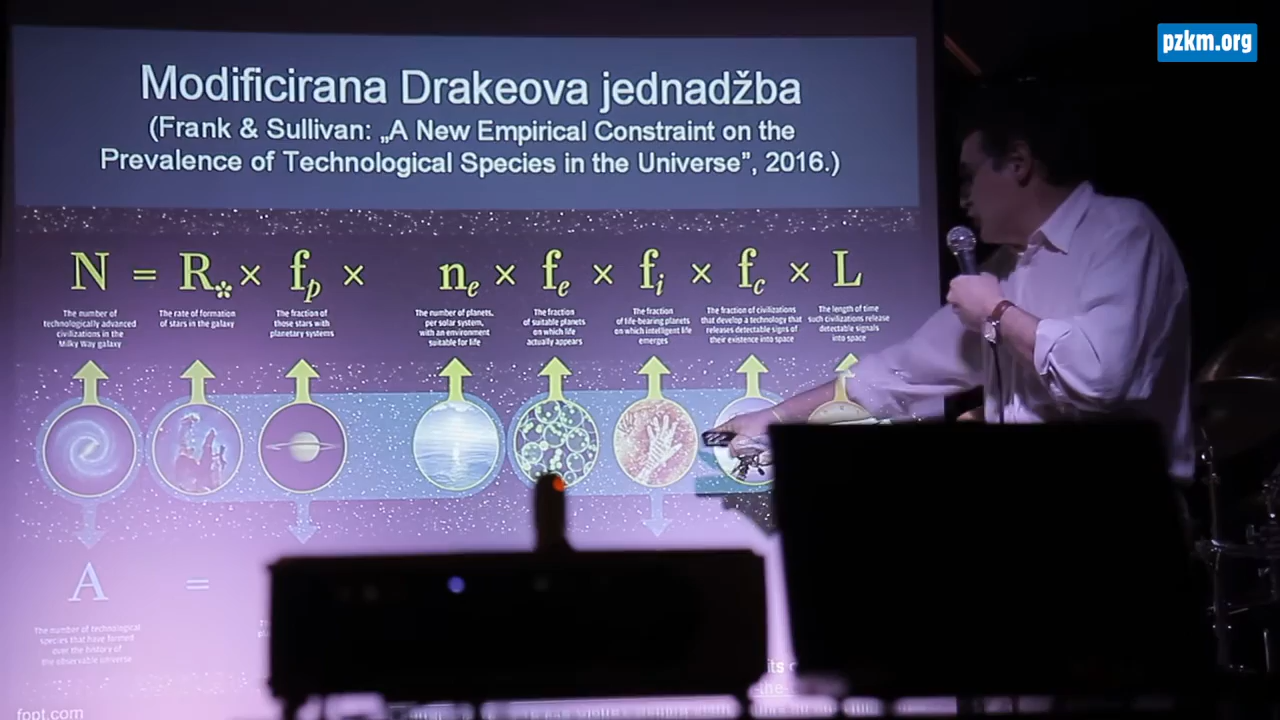 pzkm.org
Modificirana Drakeova jednadžba
(Frank & Sullivan: „A New Empirical Constraint on the
Prevalence of Technological Species in the Universe”, 2016.)
N = R* × fp × ne × fe × fi × fc × L
The number of
technologically advanced
civilizations in the
Milky Way galaxy
The rate of formation
of stars in the galaxy
The fraction of
those stars with
planetary systems
The number of planets,
per solar system,
with an environment
suitable for life
The fraction
of suitable planets
on which life
actually appears
The fraction
of life-bearing planets
on which intelligent life
emerges
The fraction of civilizations
that develop a technology that
releases detectable signs of
their existence into space
The length of time
such civilizations release
detectable signals
into space
A =
The number of technological
species that have formed
over the history of
the observable universe
fopt.com